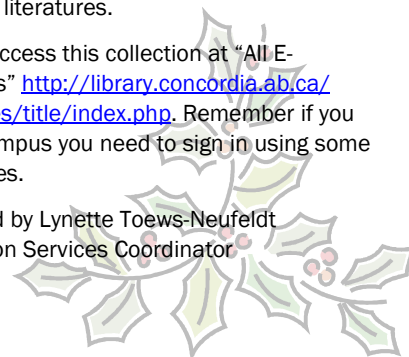 literatures.
ccess this collection at “All E-
s” http://library.concordia.ab.ca/
es/title/index.php. Remember if you
mpus you need to sign in using some
es.
d by Lynette Toews-Neufeldt
on Services Coordinator